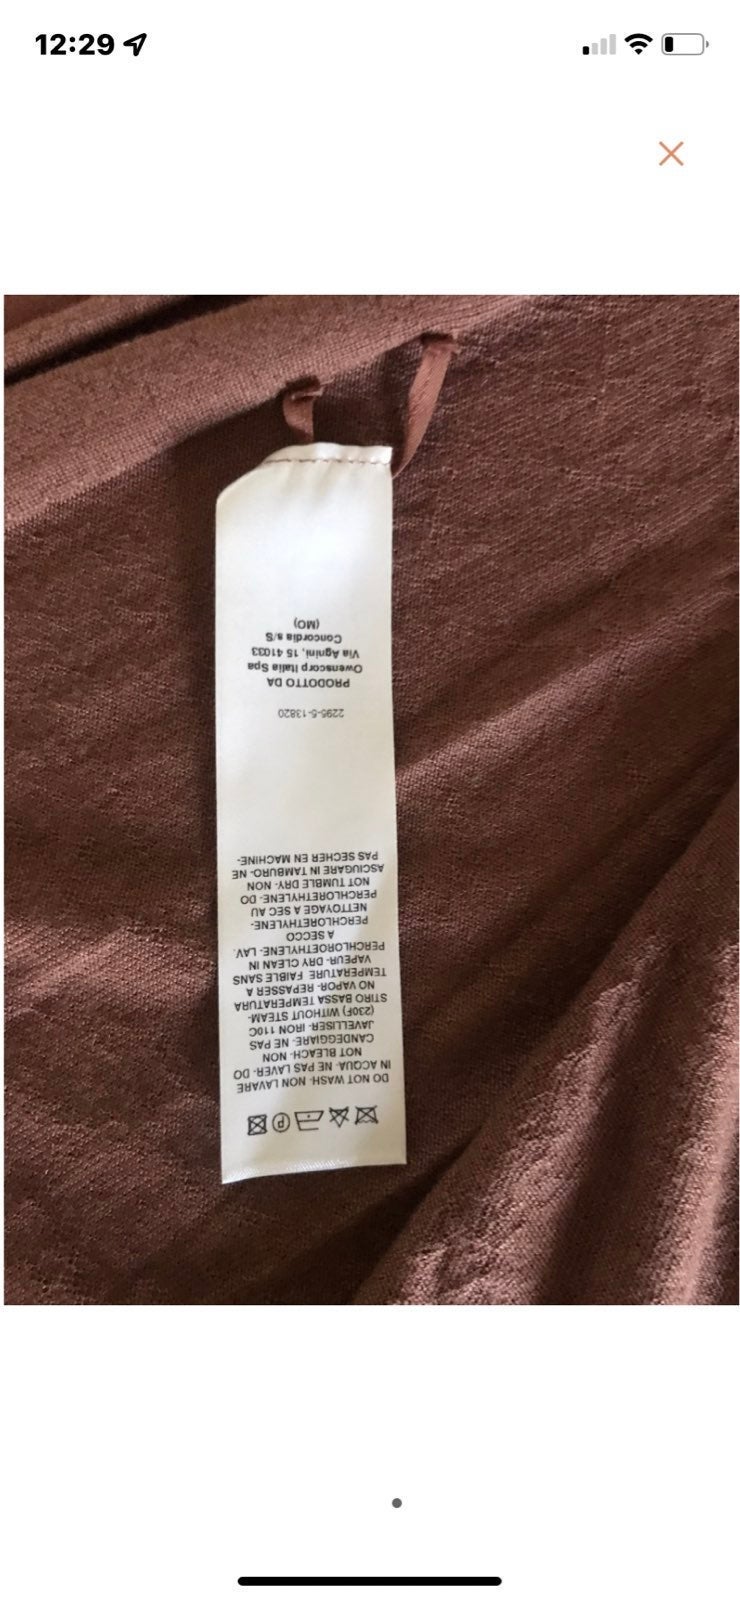 12:29
DO NOT WASH- NON LAVARE
IN ACQUA- NE PAS LAVER- DO
NOT BLEACH- NON
CANDEGGIARE- NE PAS
JAVELLISER- IRON 110C
(230F) WITHOUT STEAM-
STIRO BASSA TEMPERATURA
NO VAPOR- REPASSER A
TEMPERATURE FAIBLE SANS
VAPEUR- DRY CLEAN IN
PERCHLOROETHYLENE- LAV.
A SECCO
PERCHLORETHYLENE-
NETTOYAGE A SEC AU
PERCHLORETHYLENE- DO
NOT TUMBLE DRY- NON
ASCIUGARE IN TAMBURO- NE
PAS SECHER EN MACHINE-
2295-5-13820
PRODOTTO DA
Owenscorp Italia Spa
Via Agnini, 15 41033
Concordia s/S
(MO)